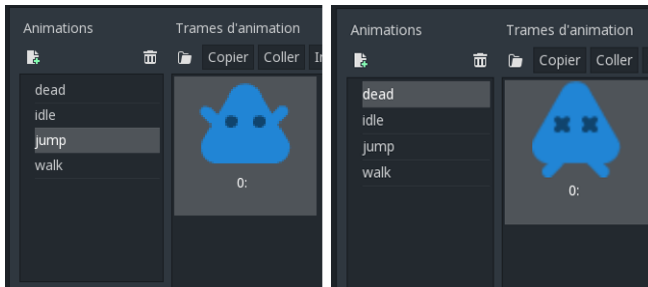 Animations
Trames d'animation
Copier
Coller
dead
idle
jump
walk
0:
Animations
Trames d'animation
Copier
Coller
dead
idle
jump
walk
0: